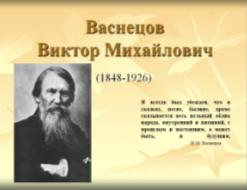 Васнецов
Виктор Михайлович
(1848-1926)
Я всегда был убежден, что в
сказках, песне, былине, драме
сказывается весь цельный облик
народа, внутренний и внешний, с
прошлым и настоящим, а может
быть, и будущим.
В.М. Васнецов